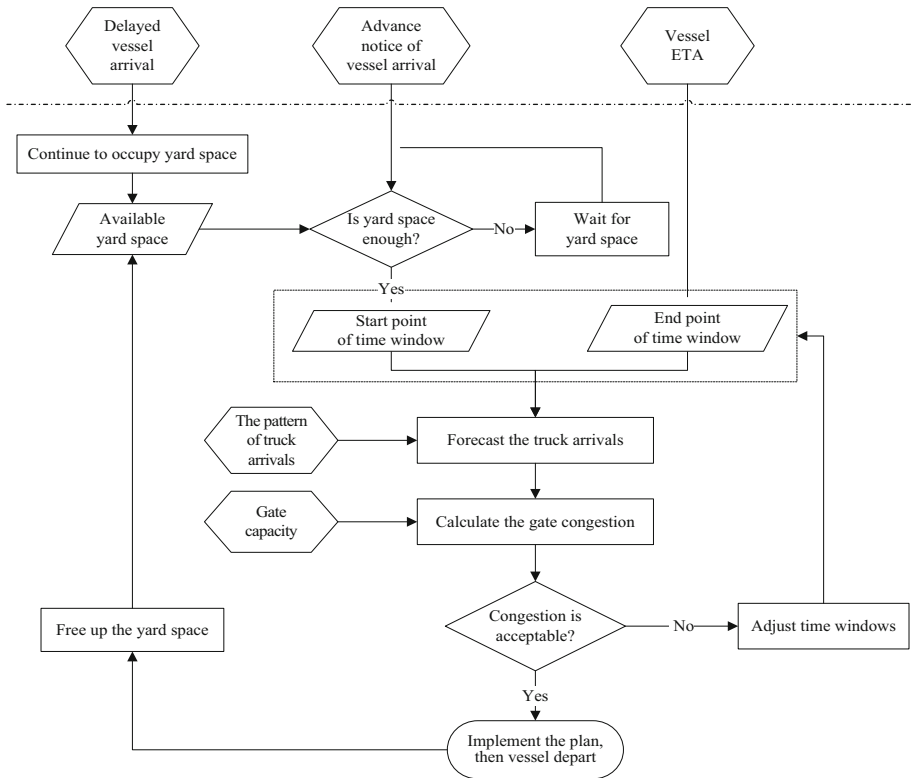 Delayed
vessel
arrival
Advance
notice of
vessel arrival
Vessel
ETA
Continue to occupy yard space
Available
yard space
Is yard space
enough?
No
Wait for
yard space
Yes
Start point
of time window
End point
of time window
The pattern
of truck
arrivals
Forecast the truck arrivals
Gate
capacity
Calculate the gate congestion
Congestion is
acceptable?
No
Adjust time windows
Free up the yard space
Yes
Implement the plan,
then vessel depart